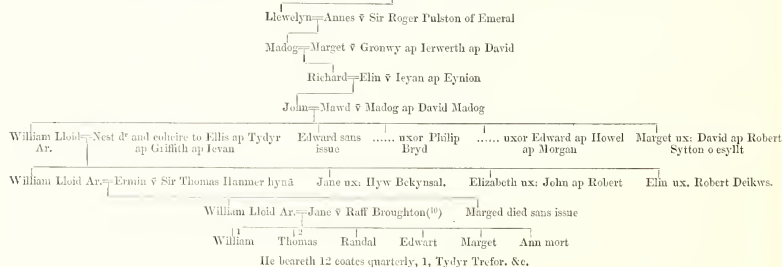 Llewelyn=Annes v̄ Sir Roger Pulston of Emeral
Madog=Marget v̄ Gronwy ap Ierwerth ap David
Richard=Elin v̄ Ieyan ap Eynion
John=Mawd v̄ Madog ap David Madog
William Lloid=Nest dr and coheire to Ellis ap Tydyr Edward sans ...... uxor Philip ...... uxor Edward ap Howel Marget ux: David ap Robert
Ar. ap Griffith ap Ievan issue Bryd ap Morgan Sytton o esyllt
William Lloid Ar.=Ermin v̄ Sir Thomas Hanmer hynā Jane ux: Hyw Bekynsal. Elizabeth ux: John ap Robert Elin ux. Robert Deikws.
William Lloid Ar.=Jane v̄ Raff Broughton(10) Marged died sans issue
1 2
William Thomas Randal Edwart Marget Ann mort
He beareth 12 coates quarterly, 1, Tydyr Trefor. &c.